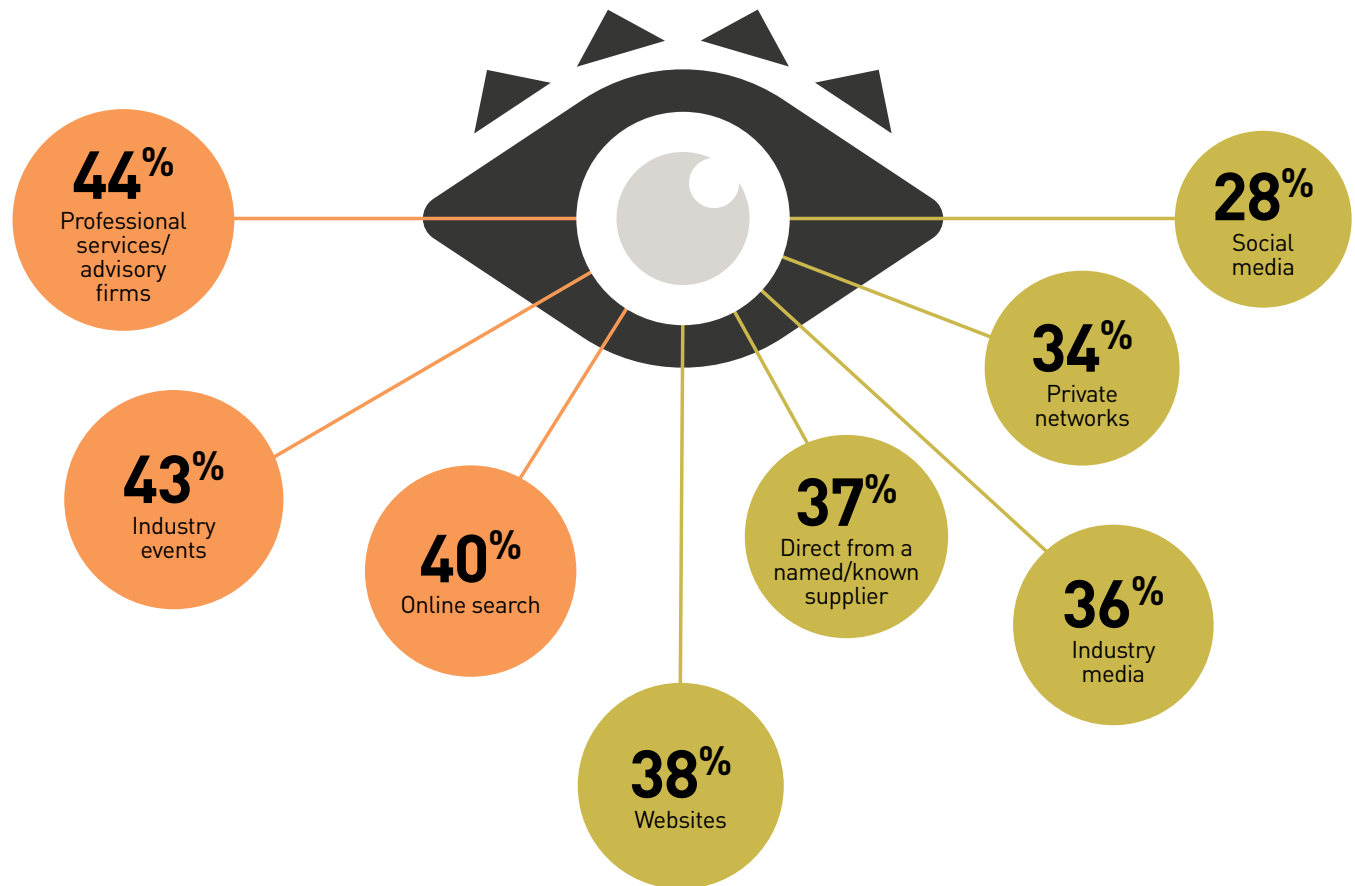 44%
Professional
services/
advisory
firms
43%
Industry
events
40%
Online search
38%
Websites
37%
Direct from a
named/known
supplier
36%
Industry
media
34%
Private
networks
28%
Social
media